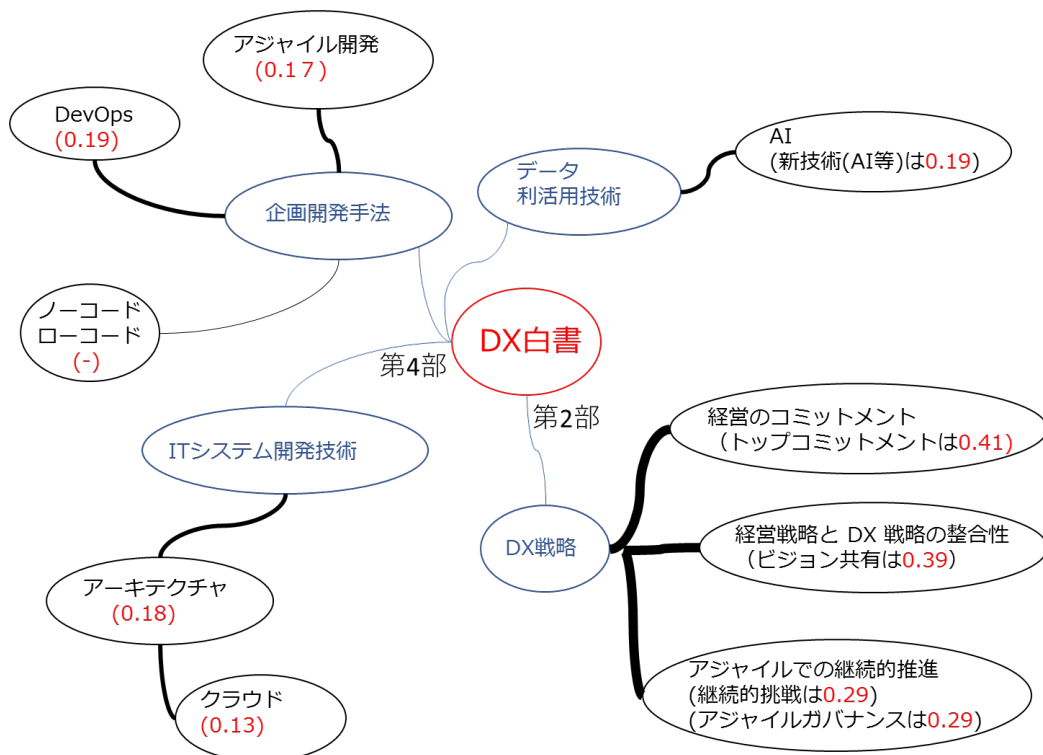 アジャイル開発
(0.1７)
DevOps
(0.19)
AI
(新技術(AI等)は0.19)
データ
利活用技術
企画開発手法
ノーコード
ローコード
(-)
DX白書
第4部
第2部
ITシステム開発技術
経営のコミットメント
（トップコミットメントは0.41)
経営戦略と DX 戦略の整合性
（ビジョン共有は0.39）
DX戦略
アーキテクチャ
(0.18)
アジャイルでの継続的推進
(継続的挑戦は0.29)
(アジャイルガバナンスは0.29)
クラウド
(0.13)